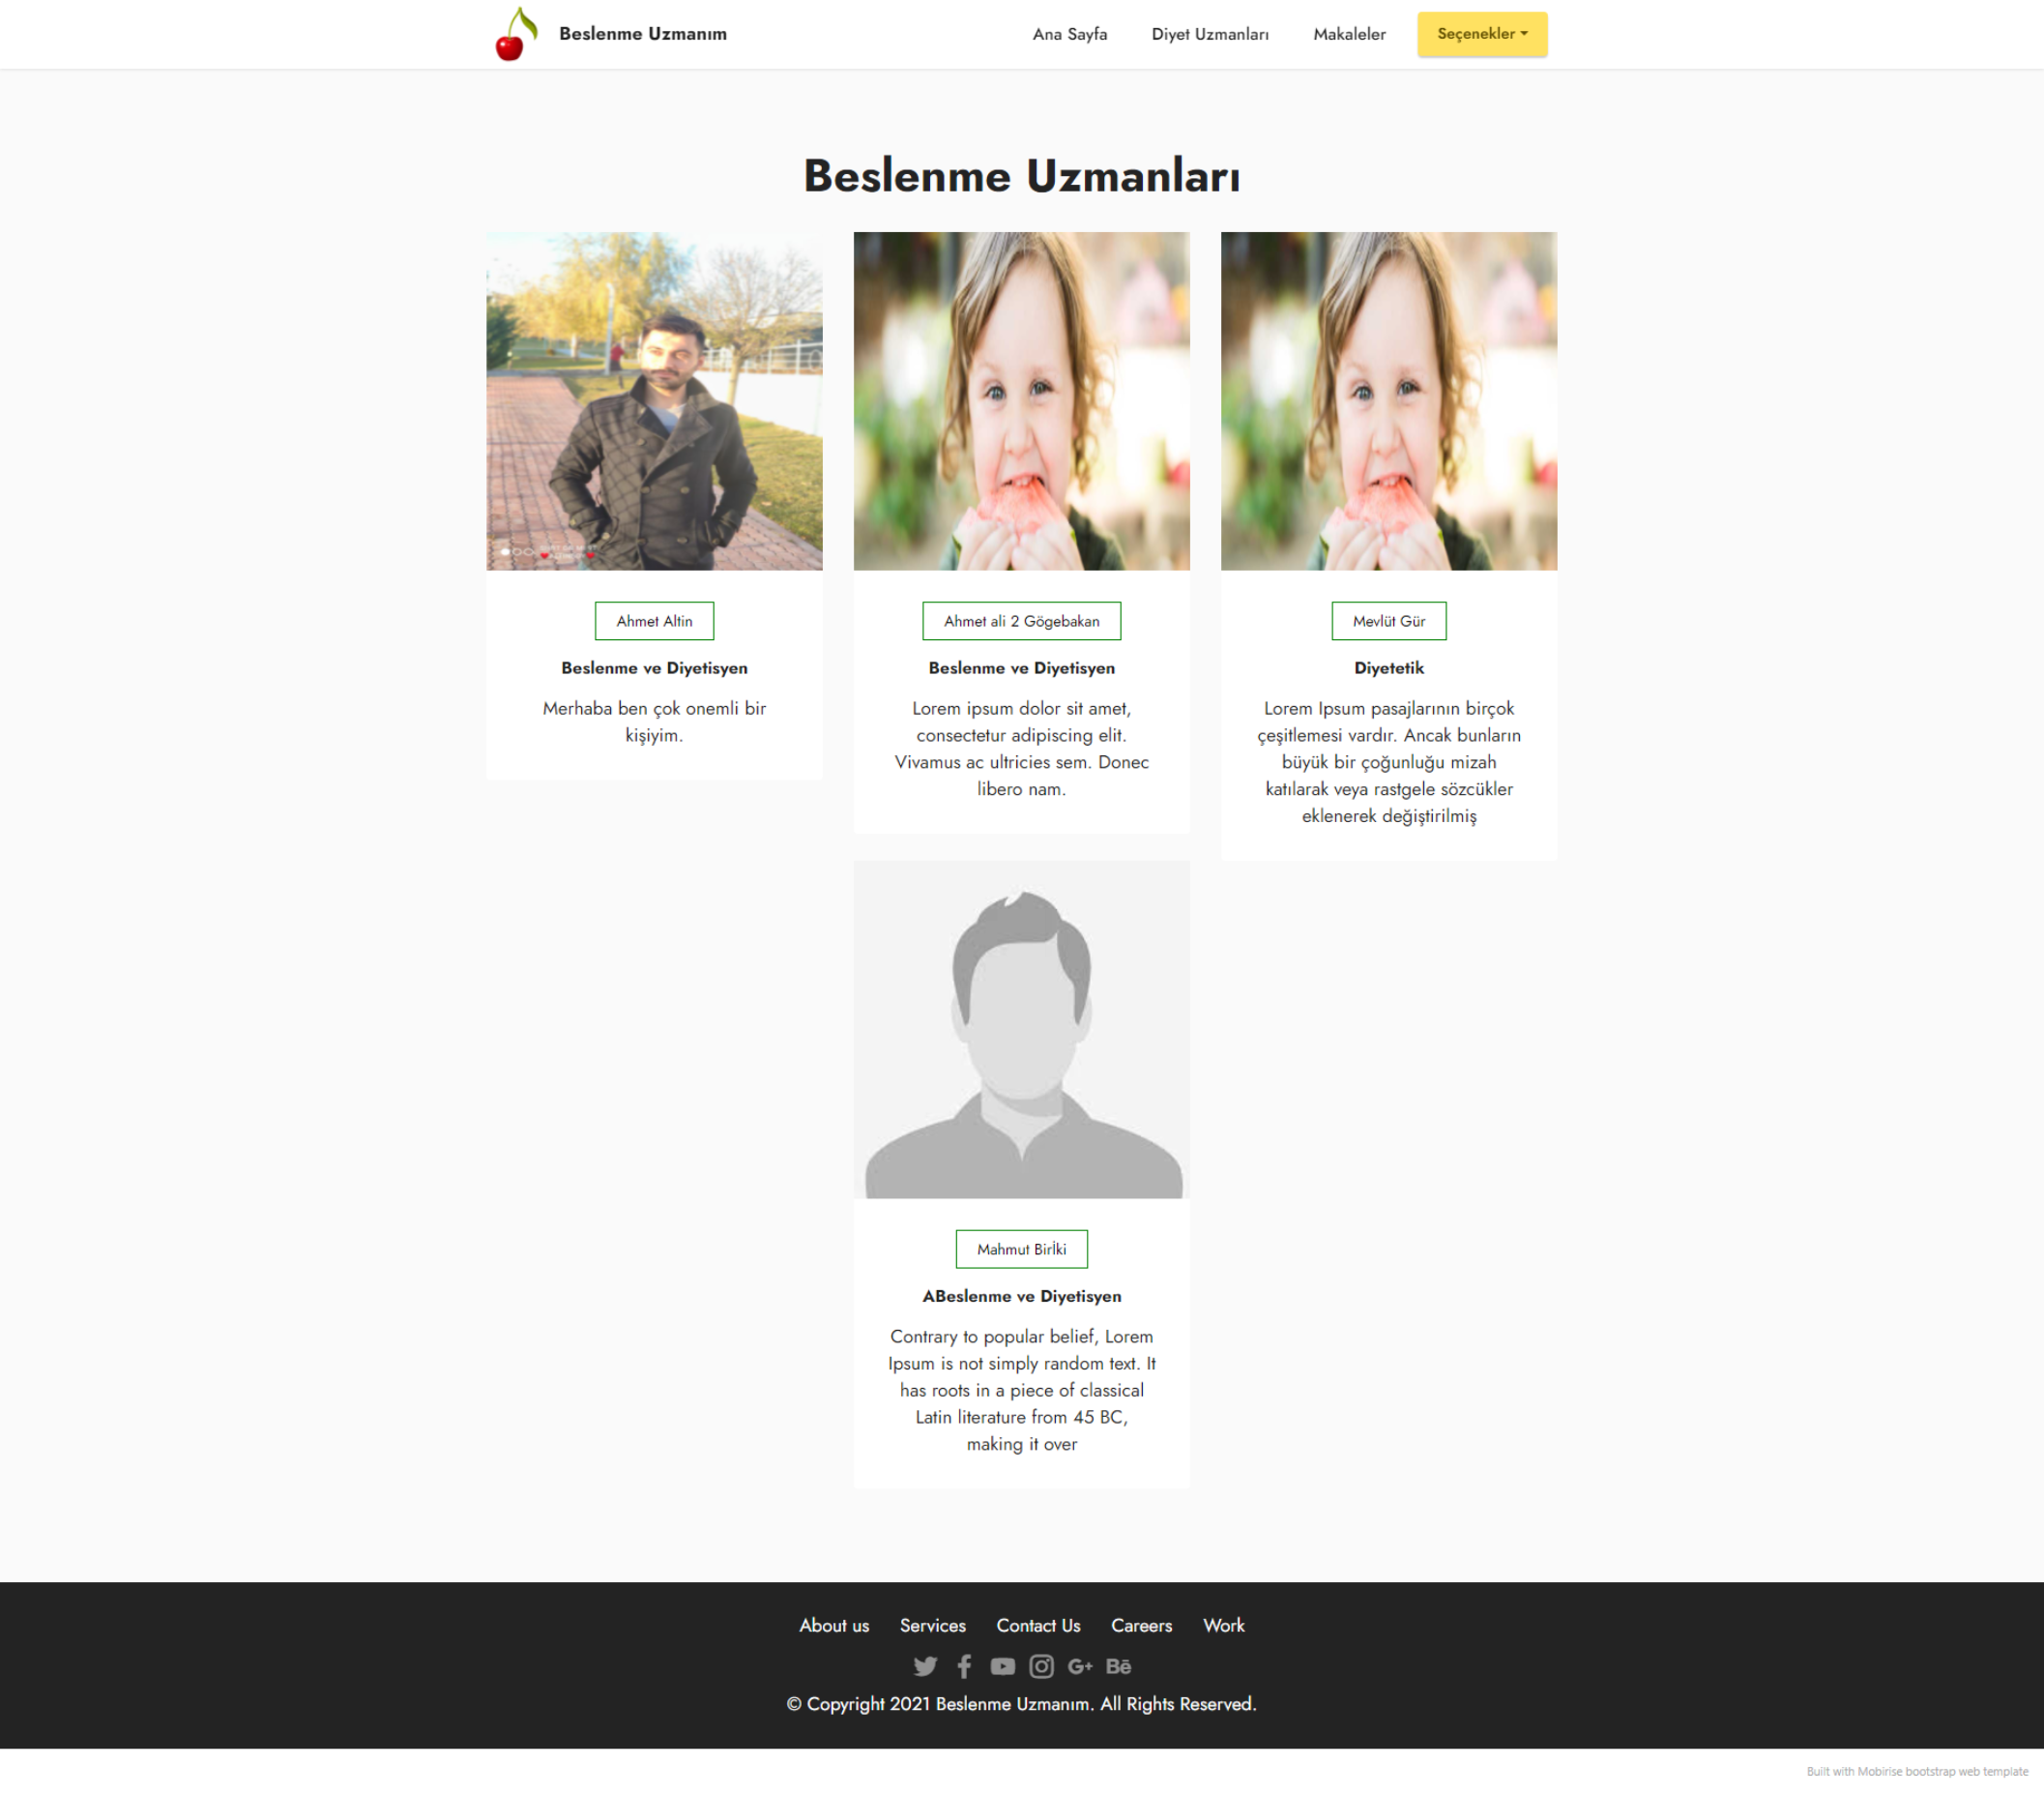 Beslenme Uzmanım
Ana Sayfa
Diyet Uzmanları
Makaleler
Seçenekler
Beslenme Uzmanları
Ahmet Altin
Beslenme ve Diyetisyen
Merhaba ben çok onemli bir
kişiyim.
Ahmet ali 2 Gögebakan
Beslenme ve Diyetisyen
Lorem ipsum dolor sit amet,
consectetur adipiscing elit.
Vivamus ac ultricies sem. Donec
libero nam.
Mevlüt Gür
Diyetetik
Lorem Ipsum pasajlarının birçok
çeşitlemesi vardır. Ancak bunların
büyük bir çoğunluğu mizah
katılarak veya rastgele sözcükler
eklenerek değiştirilmiş
Mahmut Birİki
ABeslenme ve Diyetisyen
Contrary to popular belief, Lorem
Ipsum is not simply random text. It
has roots in a piece of classical
Latin literature from 45 BC,
making it over
About us
Services
Contact Us
Careers
Work
G+
Bē
© Copyright 2021 Beslenme Uzmanım. All Rights Reserved.
Built with Mobirise bootstrap web template